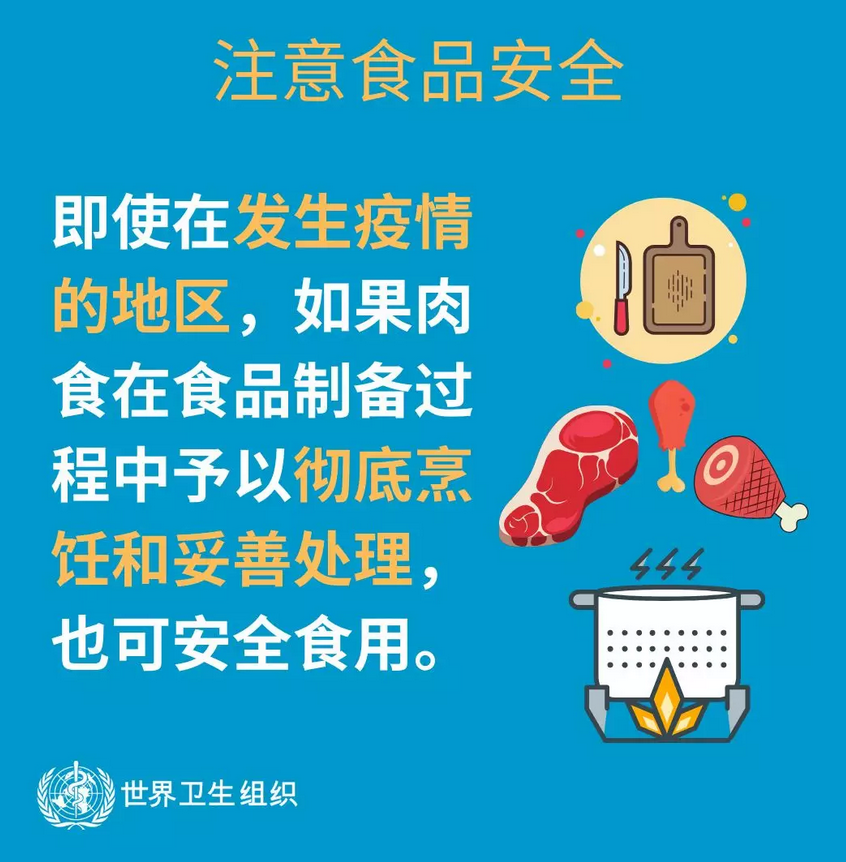 注意食品安全
即使在发生疫情
的地区，如果肉
食在食品制备过
程中予以彻底烹
饪和妥善处理，
也可安全食用。
世界卫生组织